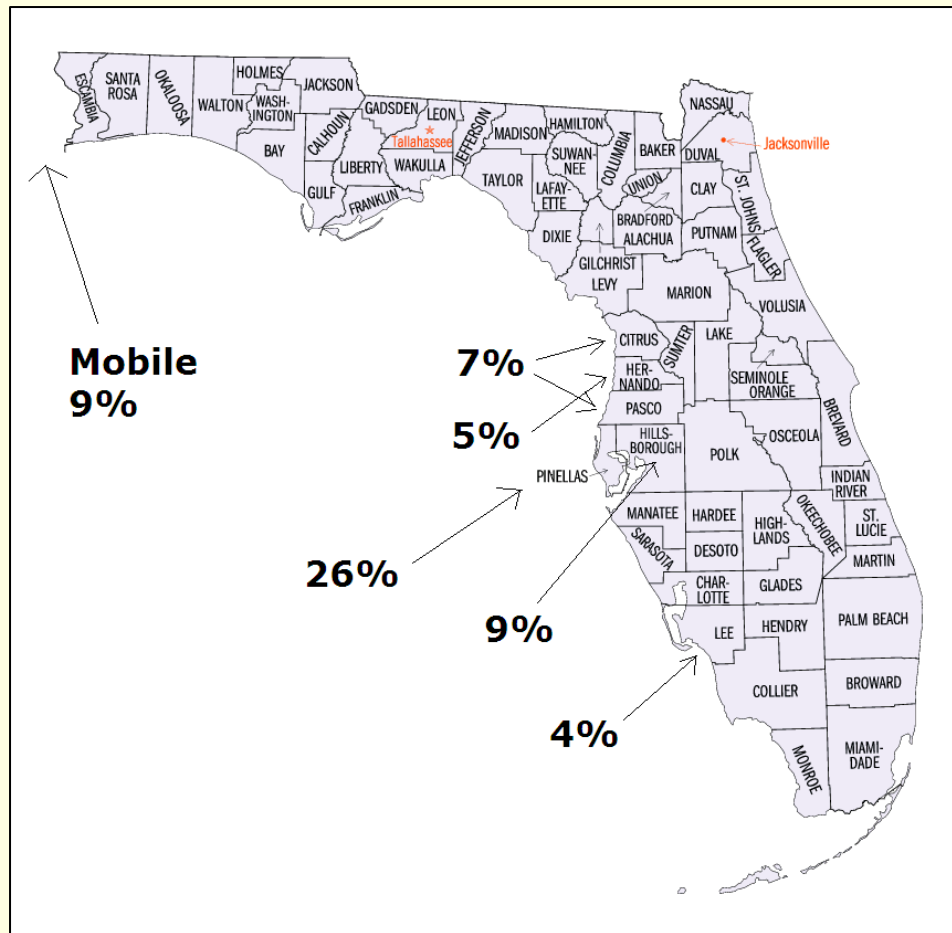 ESCAMBIA
SANTA
ROSA
OKALOOSA
WALTON
HOLMES
WASH-
INGTON
JACKSON
BAY
CALHOUN
GULF
LIBERTY
GADSDEN
LEON
Tallahassee
WAKULLA
FRANKLIN
JEFFERSON
MADISON
TAYLOR
HAMILTON
SUWAN-
NEE
LAFAY-
ETTE
DIXIE
COLUMBIA
BAKER
UNION
BRADFORD
ALACHUA
GILCHRIST
LEVY
NASSAU
DUVAL
Jacksonville
CLAY
ST. JOHNS
PUTNAM
FLAGLER
MARION
VOLUSIA
Mobile
9%
7%
5%
CITRUS
SUMTER
LAKE
HER-
NANDO
SEMINOLE
ORANGE
PASCO
BREVARD
HILLS-
BOROUGH
POLK
OSCEOLA
PINELLAS
INDIAN
RIVER
26%
MANATEE
HARDEE
HIGH-
LANDS
OKEECHOBEE
ST.
LUCIE
SARASOTA
DESOTO
MARTIN
CHAR-
LOTTE
GLADES
9%
LEE
HENDRY
PALM BEACH
4%
COLLIER
BROWARD
MONROE
MIAMI-
DADE